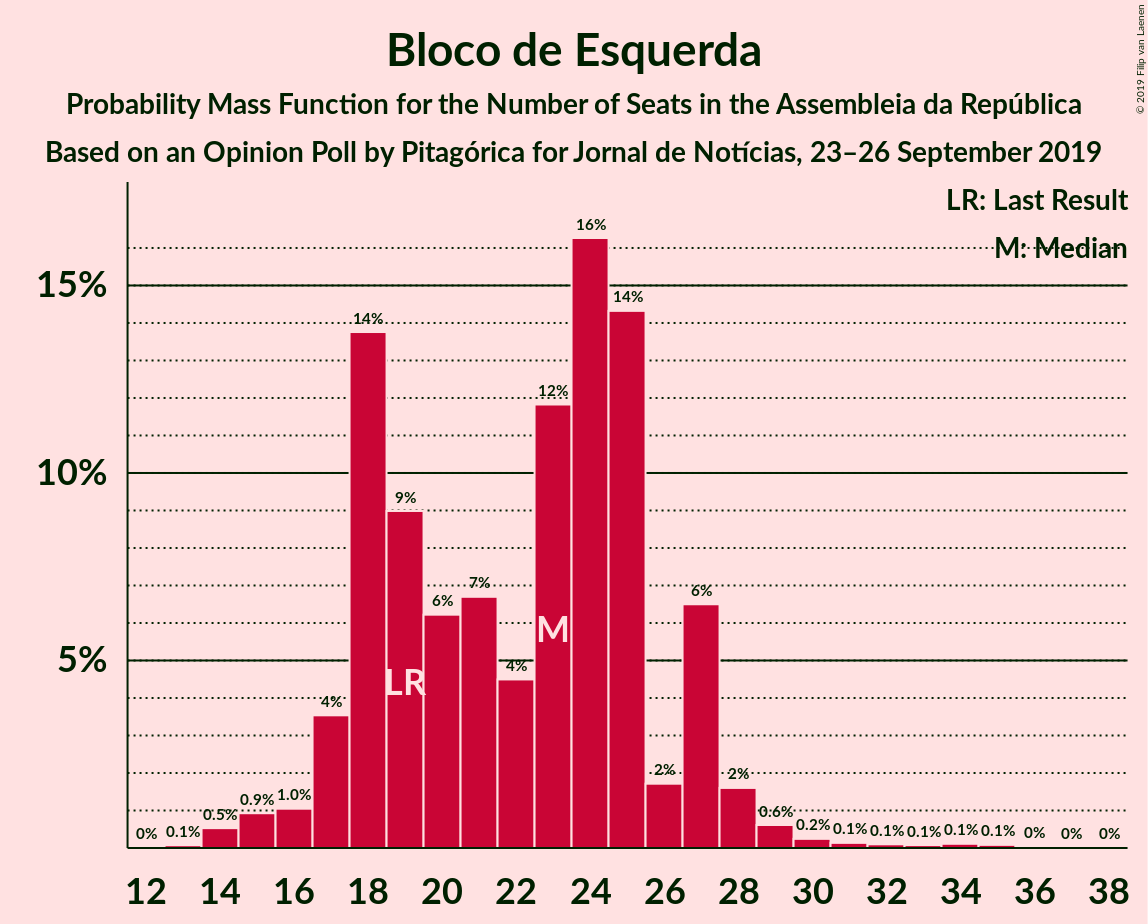 Bloco de Esquerda
Probability Mass Function for the Number of Seats in the Assembleia da República
Based on an Opinion Poll by Pitagórica for Jornal de Notícias, 23–26 September 2019
© 2019 Filip van Laenen
LR: Last Result
M: Median
15%
10%
5%
0% 0.1% 0.5% 0.9% 1.0% 4% 14% 9% 6% 7% 4% 12% 16% 14% 2% 6% 2% 0.6% 0.2% 0.1% 0.1% 0.1% 0.1% 0.1% 0% 0% 0%
LR
M
12 14 16 18 20 22 24 26 28 30 32 34 36 38